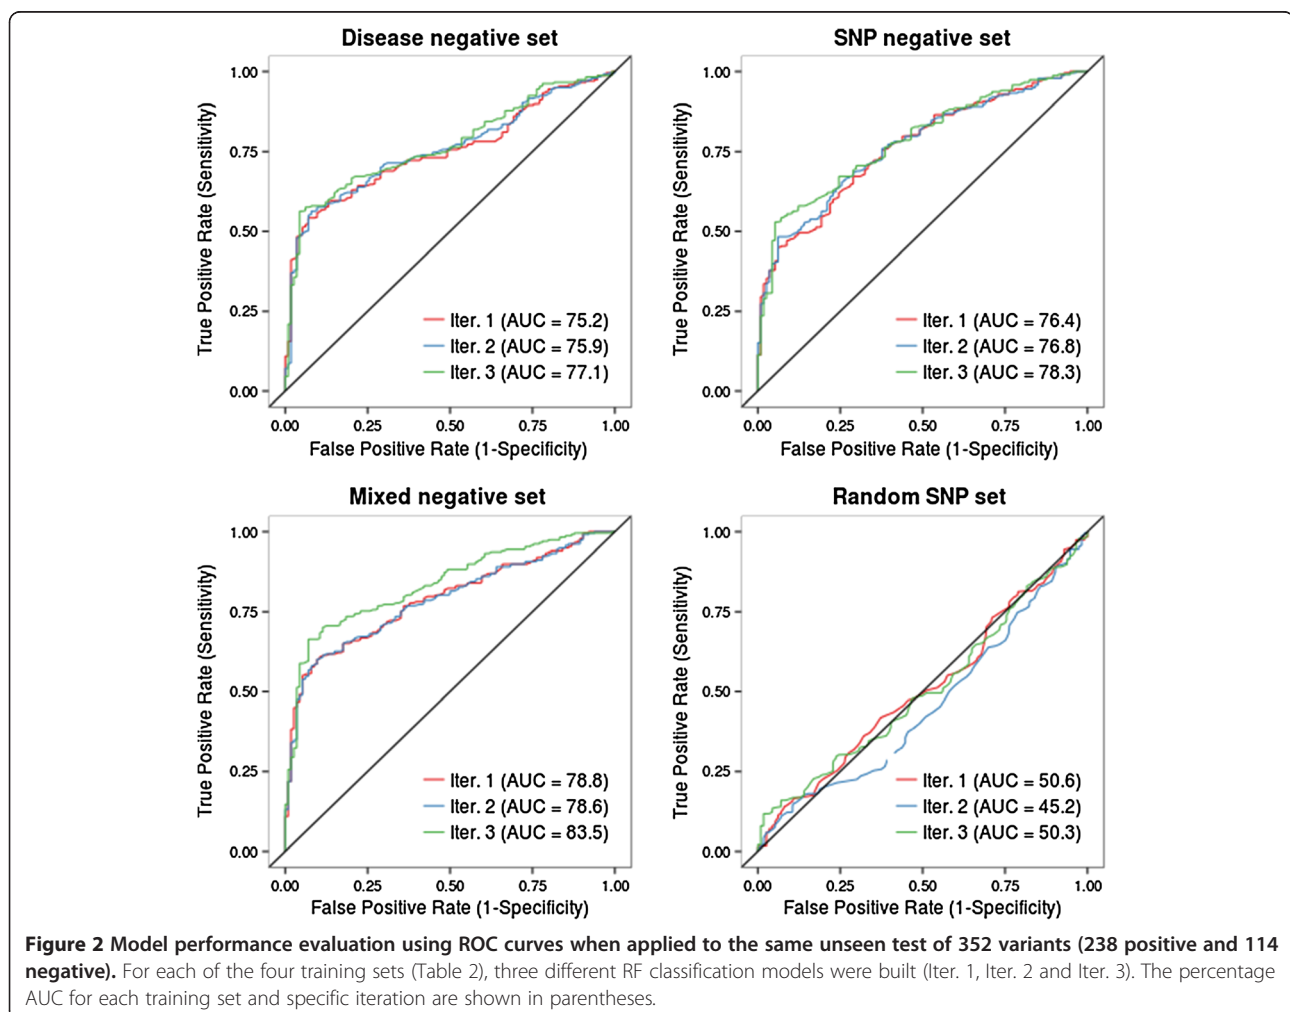 Disease negative set
True Positive Rate (Sensitivity)
1.00
0.75
0.50
0.25
0.00
Iter. 1 (AUC = 75.2)
Iter. 2 (AUC = 75.9)
Iter. 3 (AUC = 77.1)
0.00 0.25 0.50 0.75 1.00
False Positive Rate (1-Specificity)
SNP negative set
True Positive Rate (Sensitivity)
1.00
0.75
0.50
0.25
0.00
Iter. 1 (AUC = 76.4)
Iter. 2 (AUC = 76.8)
Iter. 3 (AUC = 78.3)
0.00 0.25 0.50 0.75 1.00
False Positive Rate (1-Specificity)
Mixed negative set
True Positive Rate (Sensitivity)
1.00
0.75
0.50
0.25
0.00
Iter. 1 (AUC = 78.8)
Iter. 2 (AUC = 78.6)
Iter. 3 (AUC = 83.5)
0.00 0.25 0.50 0.75 1.00
False Positive Rate (1-Specificity)
Random SNP set
True Positive Rate (Sensitivity)
1.00
0.75
0.50
0.25
0.00
Iter. 1 (AUC = 50.6)
Iter. 2 (AUC = 45.2)
Iter. 3 (AUC = 50.3)
0.00 0.25 0.50 0.75 1.00
False Positive Rate (1-Specificity)
Figure 2 Model performance evaluation using ROC curves when applied to the same unseen test of 352 variants (238 positive and 114
negative). For each of the four training sets (Table 2), three different RF classification models were built (Iter. 1, Iter. 2 and Iter. 3). The percentage
AUC for each training set and specific iteration are shown in parentheses.